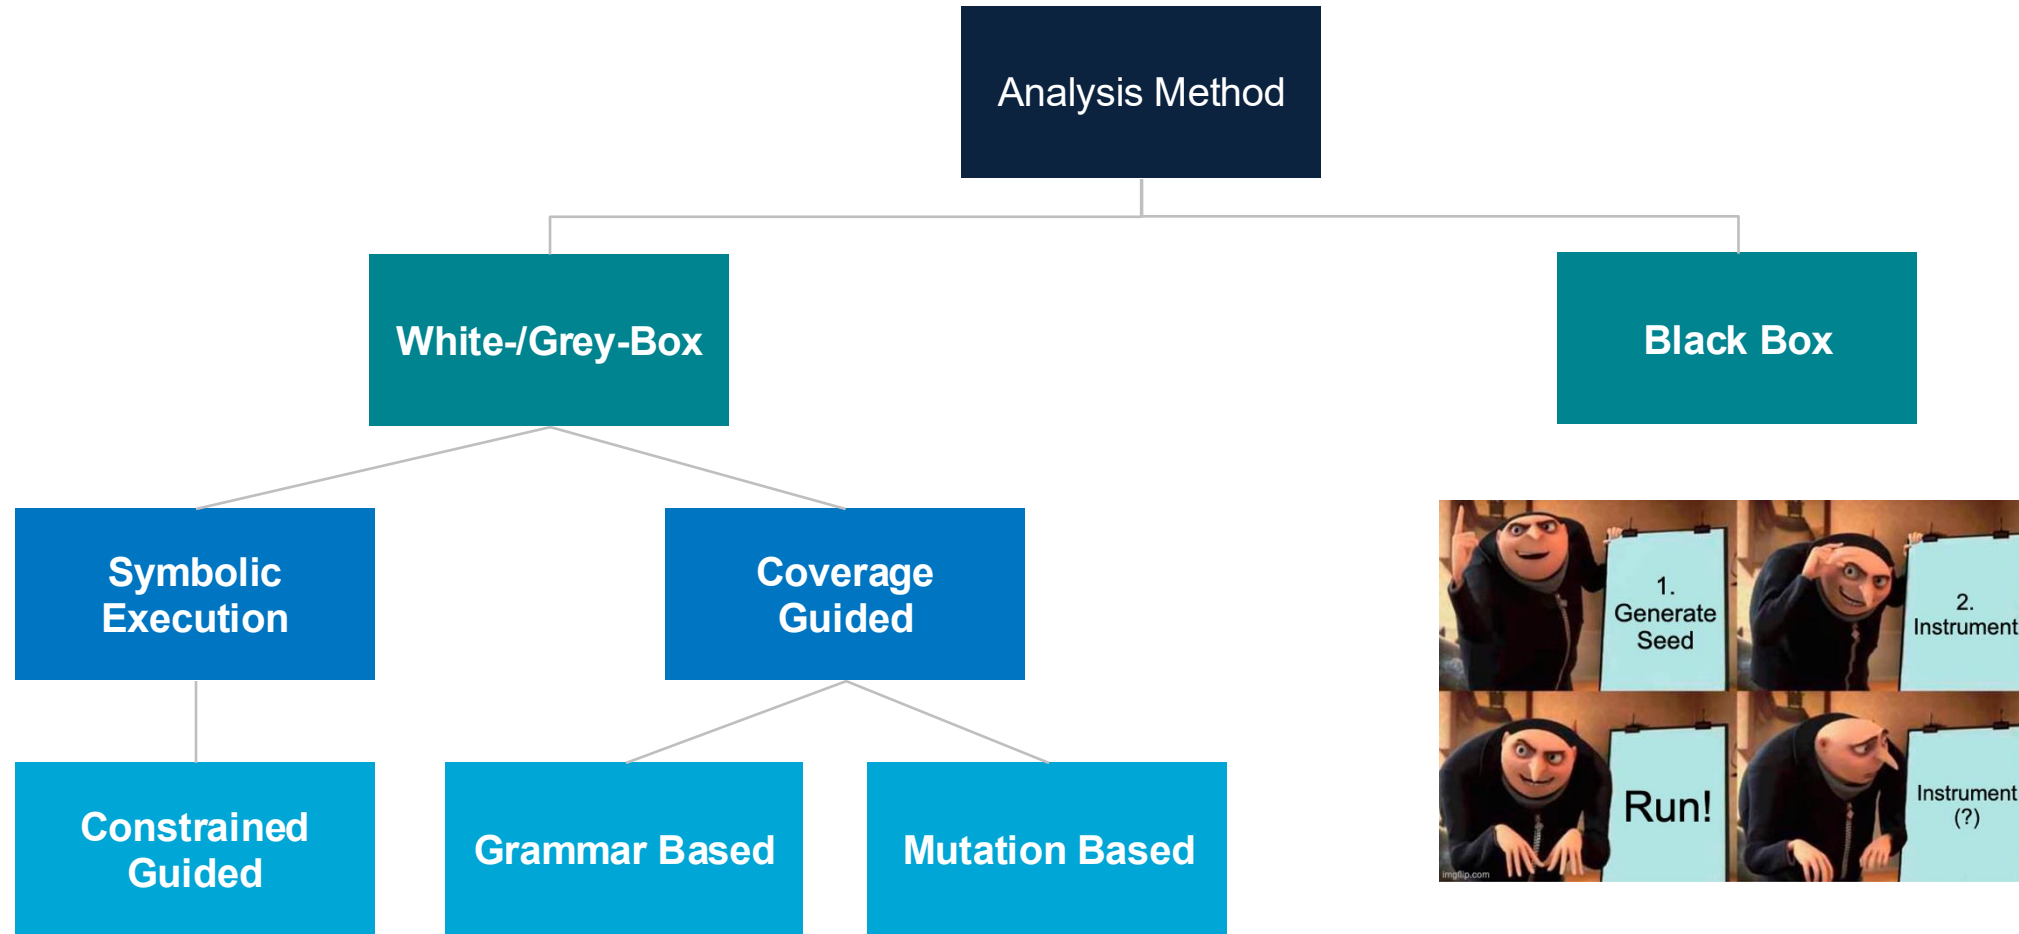 Analysis Method
White-/Grey-Box
Black Box
Symbolic
Execution
Coverage
Guided
Constrained
Guided
Grammar Based
Mutation Based
1.
Generate
Seed
2.
Instrument
Run!
Instrument
(?)
imgflip.com